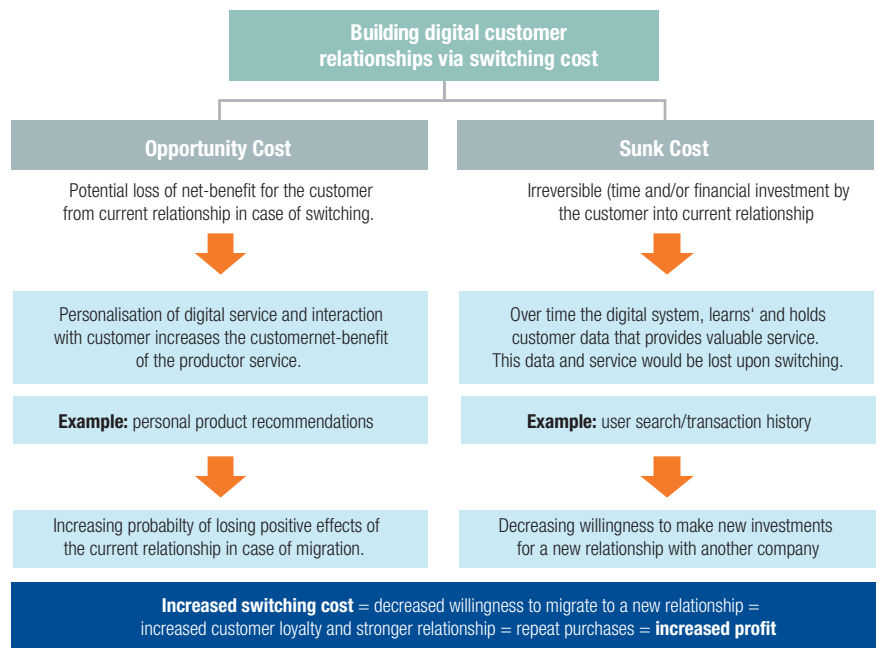 Building digital customer
relationships via switching cost
Opportunity Cost
Potential loss of net-benefit for the customer
from current relationship in case of switching.
Personalisation of digital service and interaction
with customer increases the customernet-benefit
of the productor service.
Example: personal product recommendations
Increasing probabilty of losing positive effects of
the current relationship in case of migration.
Sunk Cost
Irreversible (time and/or financial investment by
the customer into current relationship
Over time the digital system, learns‘ and holds
customer data that provides valuable service.
This data and service would be lost upon switching.
Example: user search/transaction history
Decreasing willingness to make new investments
for a new relationship with another company
Increased switching cost = decreased willingness to migrate to a new relationship =
increased customer loyalty and stronger relationship = repeat purchases = increased profit